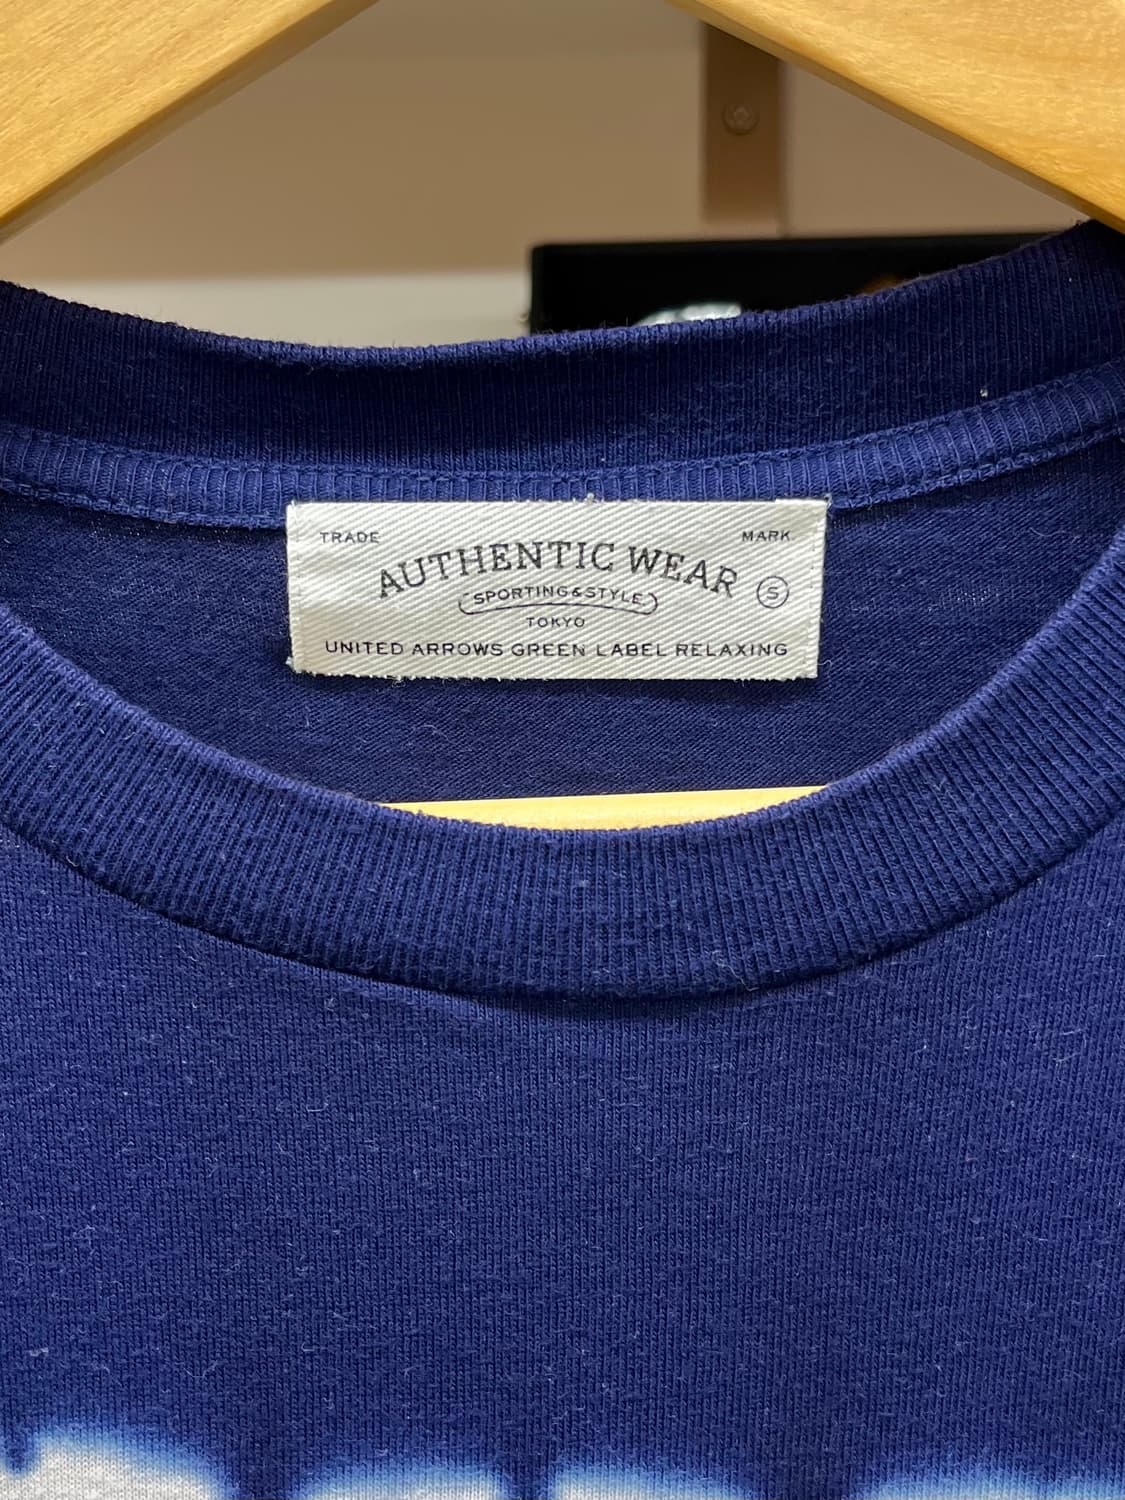 TRADE MARK.
AUTHENTIC WEAR
SPORTING & STYLE S
TOKYO
UNITED ARROWS GREEN LABEL RELAXING